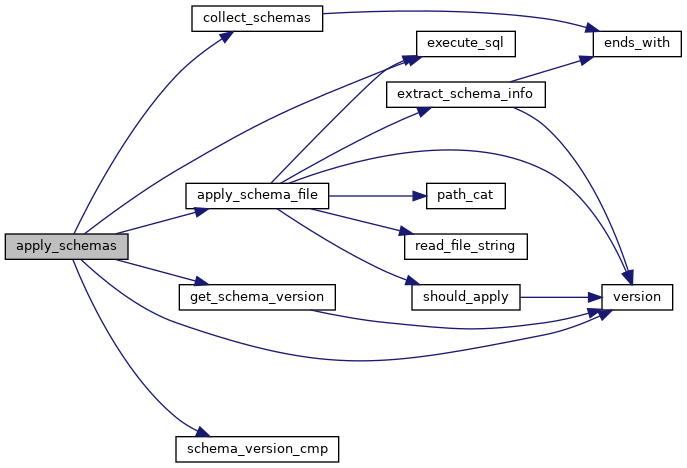 collect_schemas
execute_sql
ends_with
extract_schema_info
apply_schema_file
path_cat
apply_schemas
read_file_string
get_schema_version
should_apply
version
schema_version_cmp